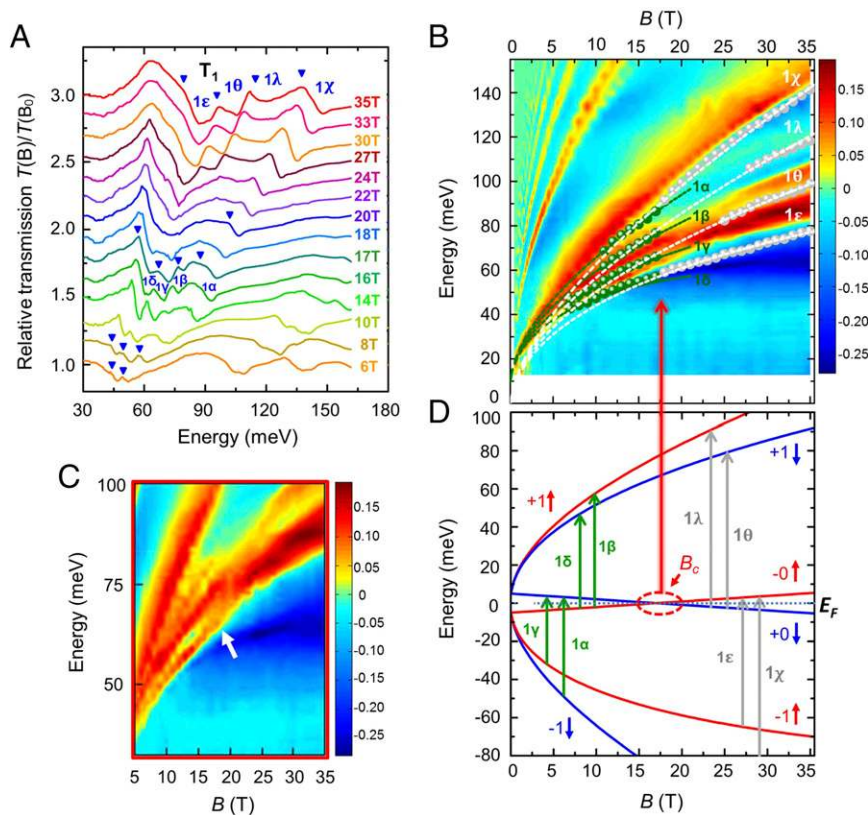 A
T₁
1ε
1θ
1λ
1χ
35T
33T
30T
27T
24T
22T
20T
18T
17T
16T
14T
10T
8T
6T
1δ
1γ
1β
1α
3.0
2.5
2.0
1.5
1.0
Relative transmission T(B)/T(B₀)
30 60 90 120 150 180
Energy (meV)
B
B (T)
0 5 10 15 20 25 30 35
140
120
100
80
60
40
20
0
Energy (meV)
1χ
1λ
1θ
1ε
1α
1β
1γ
1δ
0.15
0.10
0.05
0
-0.05
-0.10
-0.15
-0.20
-0.25
C
100
75
50
Energy (meV)
5 10 15 20 25 30 35
B (T)
0.15
0.10
0.05
0
-0.05
-0.10
-0.15
-0.20
-0.25
D
100
80
60
40
20
0
-20
-40
-60
-80
Energy (meV)
+1↑
+1↓
1δ
1β
1λ
1θ
B_c
-0↑
E_F
+0↓
1γ
1α
1ε
1χ
-1↓
-1↑
0 5 10 15 20 25 30 35
B (T)